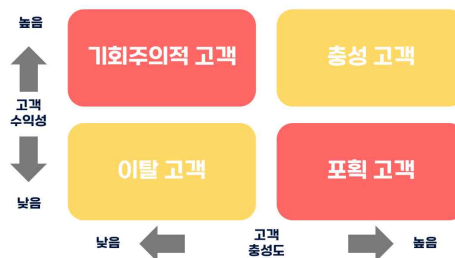 높음
기회주의적 고객
충성 고객
고객
수익성
이탈 고객
포획 고객
낮음
낮음
고객
충성도
높음